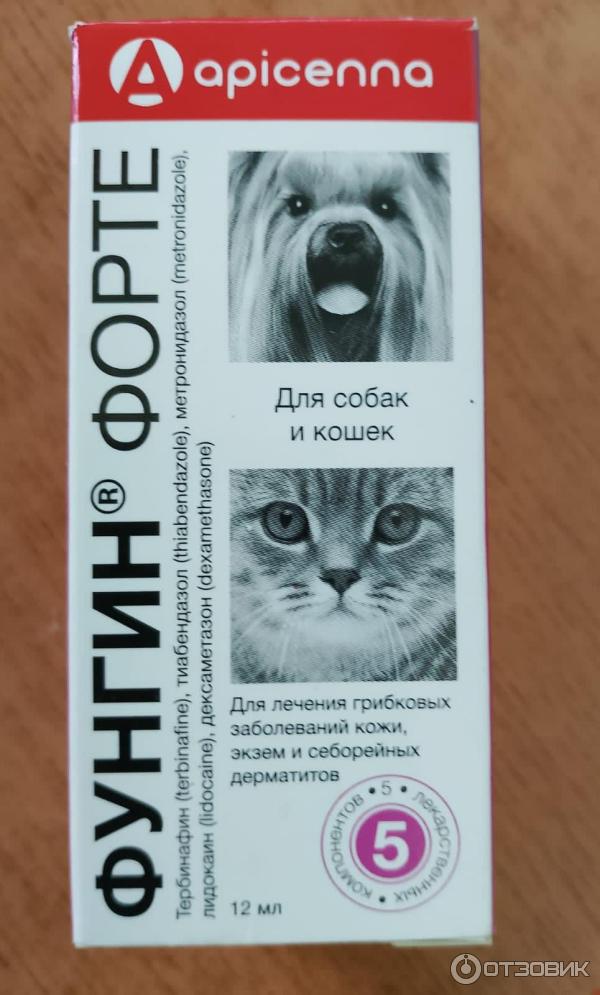 apicenna
ФУНГИН® ФОРТЕ
Тербинафин (terbinafine), тиабендазол (thiabendazole), метронидазол (metronidazole),
лидокаин (lidocaine), дексаметазон (dexamethasone)
Для собак
и кошек
Для лечения грибковых
заболеваний кожи,
экзем и себорейных
дерматитов
5 • лекарственных • компонентов •
5
12 мл
ОТЗОВИК